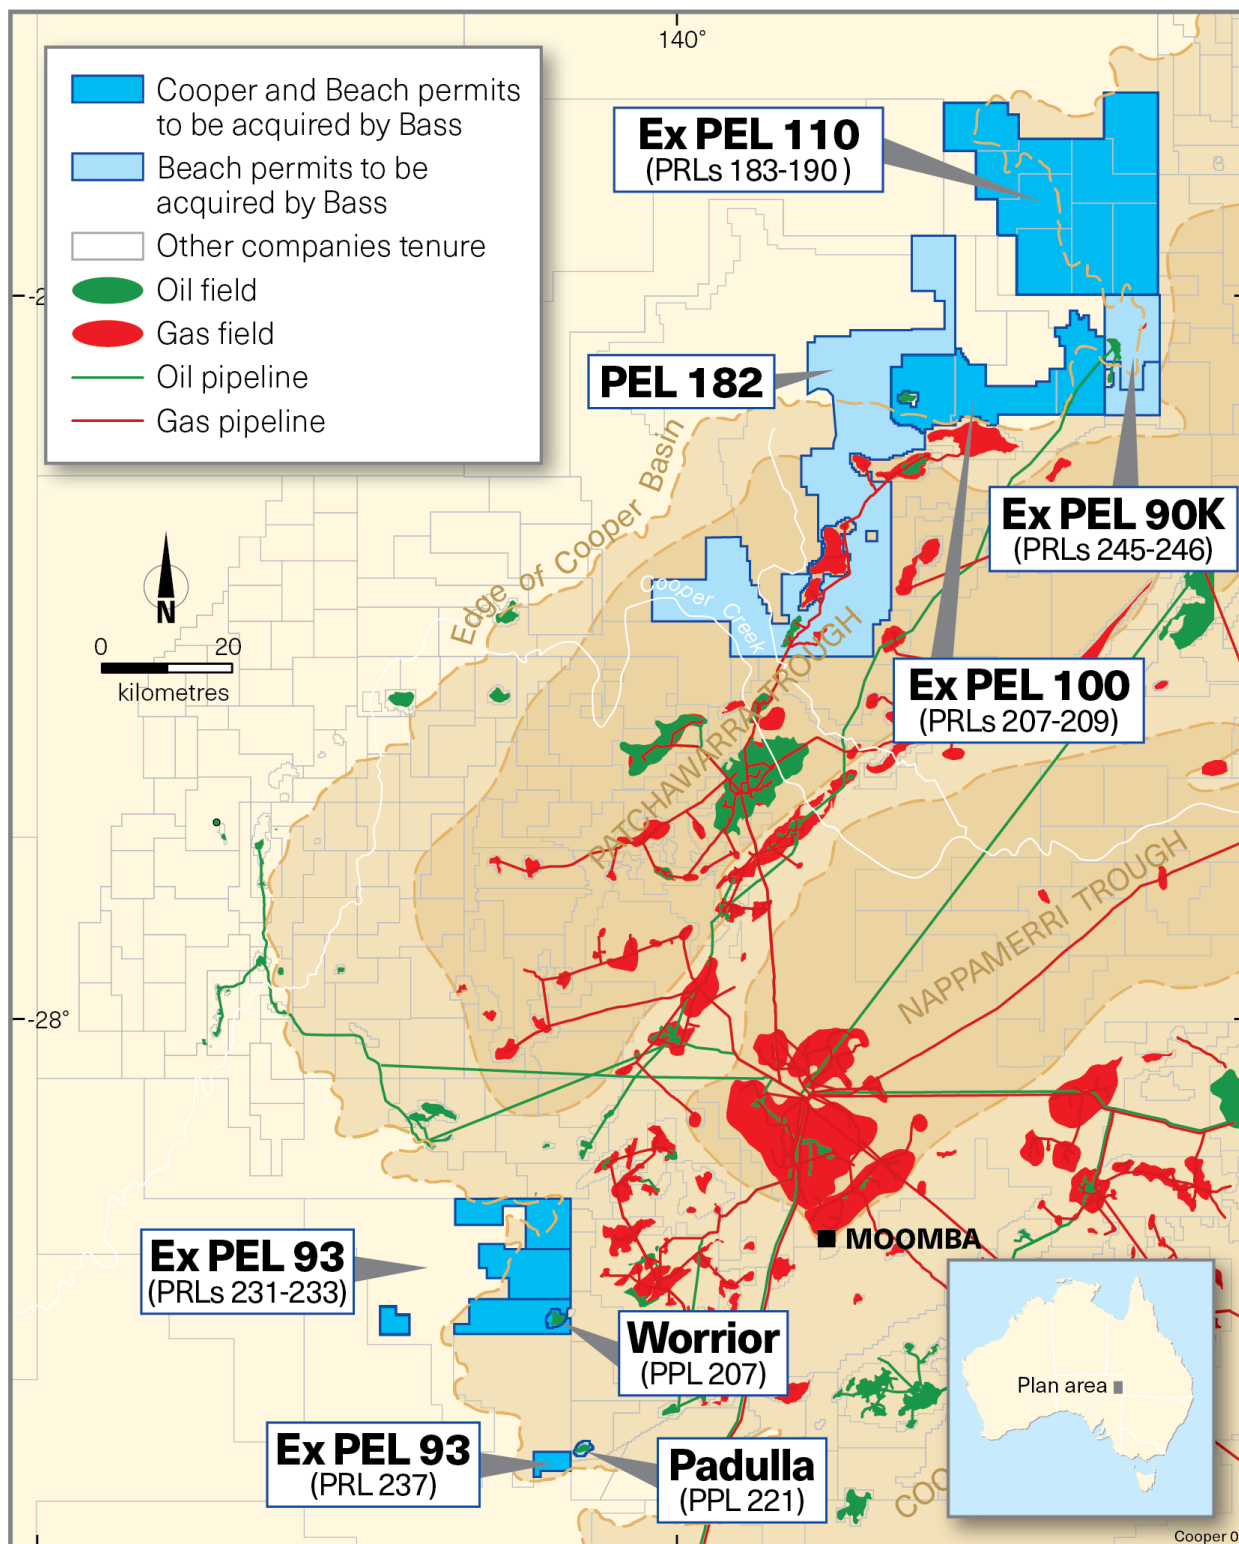 140°
Cooper and Beach permits
to be acquired by Bass
Beach permits to be
acquired by Bass
Other companies tenure
Oil field
Gas field
Oil pipeline
Gas pipeline
Ex PEL 110
(PRLs 183-190 )
-2
PEL 182
Edge of Cooper Basin
Ex PEL 90K
(PRLs 245-246)
N
0 20
kilometres
Cooper Creek
Ex PEL 100
(PRLs 207-209)
PATCHAWARRA TROUGH
NAPPAMERRI TROUGH
-28°
MOOMBA
Ex PEL 93
(PRLs 231-233)
Worrior
(PPL 207)
Plan area
Ex PEL 93
(PRL 237)
Padulla
(PPL 221)
COO
Cooper 0